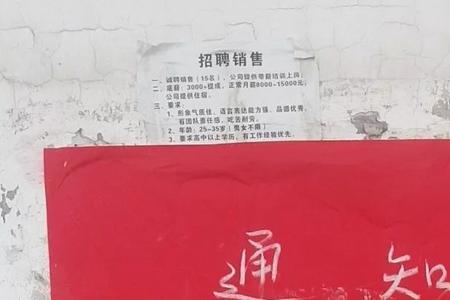 招聘销售
一、诚聘销售（15名），公司提供带薪培训上岗。
二、底薪：3000+提成，正常月薪8000-15000元，
公司提供住宿。
三、要求：
1、形象气质佳、语言表达能力强、品德优秀、
有团队责任感、吃苦耐劳。
2、年龄：25-35岁（男女不限）
3、要求高中以上学历，有工作经验优先。
通知